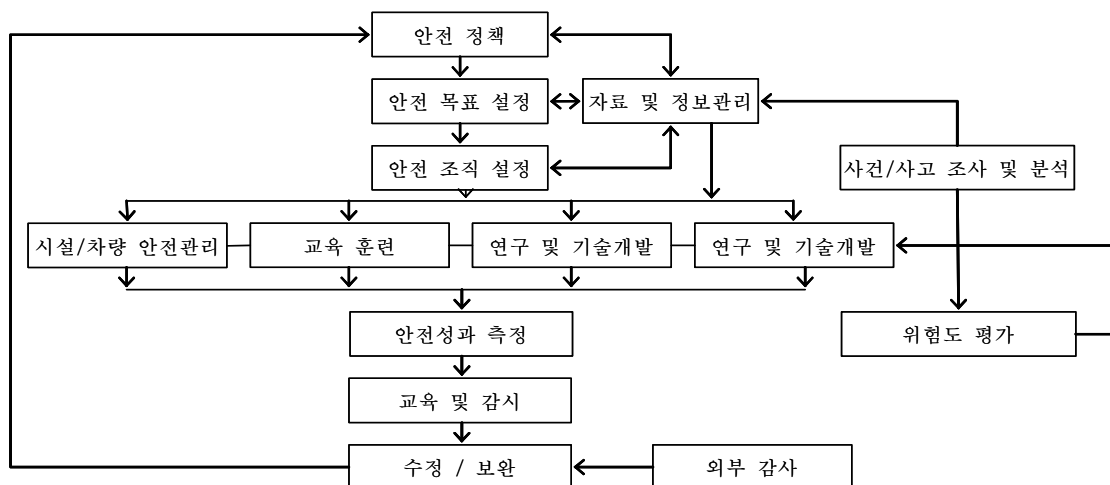 안전 정책
안전 목표 설정
자료 및 정보관리
안전 조직 설정
사건/사고 조사 및 분석
시설/차량 안전관리
교육 훈련
연구 및 기술개발
연구 및 기술개발
안전성과 측정
위험도 평가
교육 및 감시
수정 / 보완
외부 감사